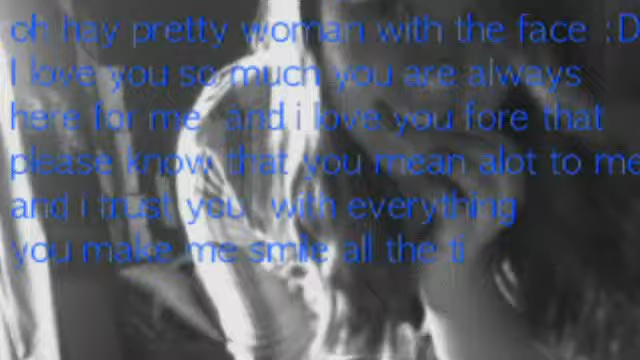 oh hay pretty woman with the face :D
I love you so much you are always
here for me and i love you fore that
please know that you mean alot to me
and i trust you with everything
you make me smile all the ti